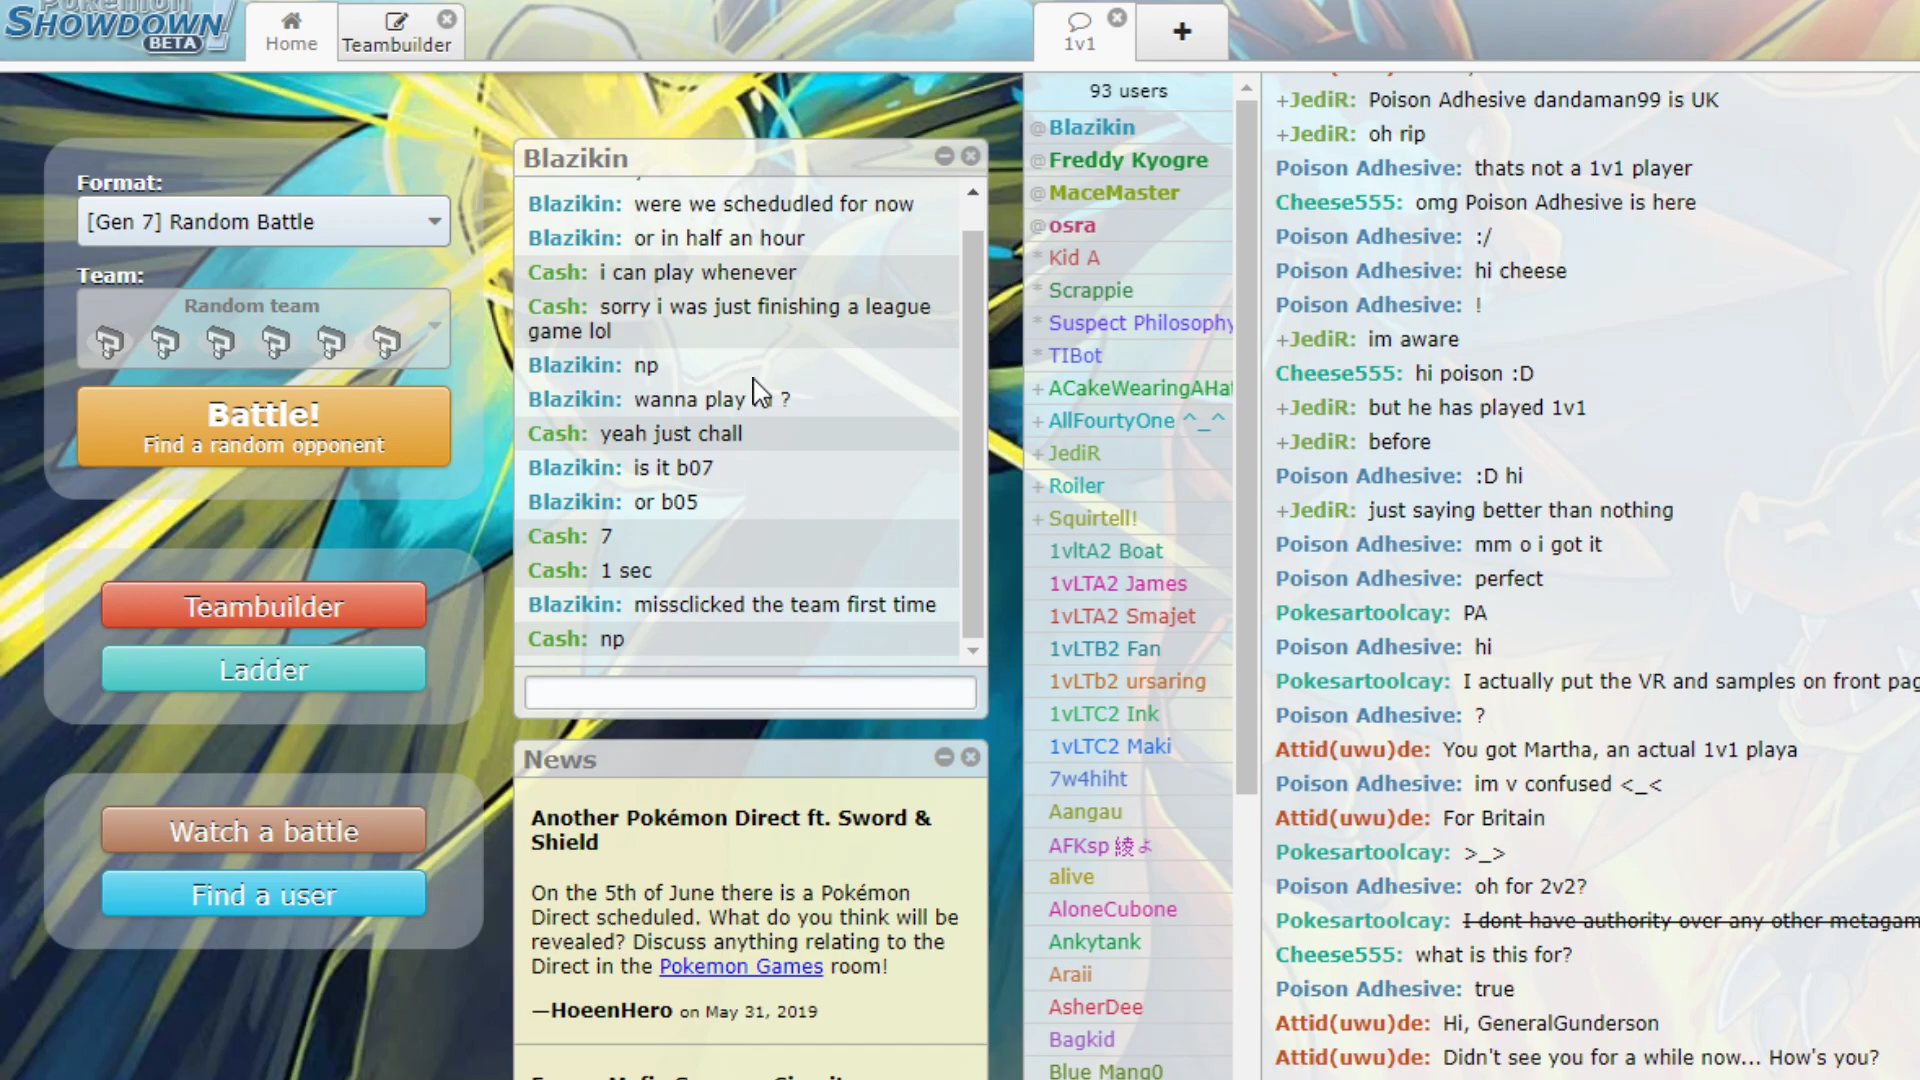 Pokémon
SHOWDOWN
BETA
Home
Teambuilder
1v1
+
Format:
[Gen 7] Random Battle
Team:
Random team
? ? ? ? ? ?
Battle!
Find a random opponent
Teambuilder
Ladder
Watch a battle
Find a user
Blazikin
Blazikin: were we schedudled for now
Blazikin: or in half an hour
Cash: i can play whenever
Cash: sorry i was just finishing a league
game lol
Blazikin: np
Blazikin: wanna play ?
Cash: yeah just chall
Blazikin: is it b07
Blazikin: or b05
Cash: 7
Cash: 1 sec
Blazikin: missclicked the team first time
Cash: np
News
Another Pokémon Direct ft. Sword &
Shield
On the 5th of June there is a Pokémon
Direct scheduled. What do you think will be
revealed? Discuss anything relating to the
Direct in the Pokemon Games room!
—HoeenHero on May 31, 2019
93 users
@Blazikin
@Freddy Kyogre
@MaceMaster
@osra
* Kid A
* Scrappie
* Suspect Philosophy
* TIBot
+ACakeWearingAHat
+AllFourtyOne ^_^
+JediR
+Roiler
+Squirtell!
1vltA2 Boat
1vLTA2 James
1vLTA2 Smajet
1vLTB2 Fan
1vLTb2 ursaring
1vLTC2 Ink
1vLTC2 Maki
7w4hiht
Aangau
AFKsp 綾よ
alive
AloneCubone
Ankytank
Araii
AsherDee
Bagkid
Blue Mang0
+JediR: Poison Adhesive dandaman99 is UK
+JediR: oh rip
Poison Adhesive: thats not a 1v1 player
Cheese555: omg Poison Adhesive is here
Poison Adhesive: :/
Poison Adhesive: hi cheese
Poison Adhesive: !
+JediR: im aware
Cheese555: hi poison :D
+JediR: but he has played 1v1
+JediR: before
Poison Adhesive: :D hi
+JediR: just saying better than nothing
Poison Adhesive: mm o i got it
Poison Adhesive: perfect
Pokesartoolcay: PA
Poison Adhesive: hi
Pokesartoolcay: I actually put the VR and samples on front pag
Poison Adhesive: ?
Attid(uwu)de: You got Martha, an actual 1v1 playa
Poison Adhesive: im v confused <_<
Attid(uwu)de: For Britain
Pokesartoolcay: >_>
Poison Adhesive: oh for 2v2?
Pokesartoolcay: I dont have authority over any other metagam
Cheese555: what is this for?
Poison Adhesive: true
Attid(uwu)de: Hi, GeneralGunderson
Attid(uwu)de: Didn't see you for a while now... How's you?